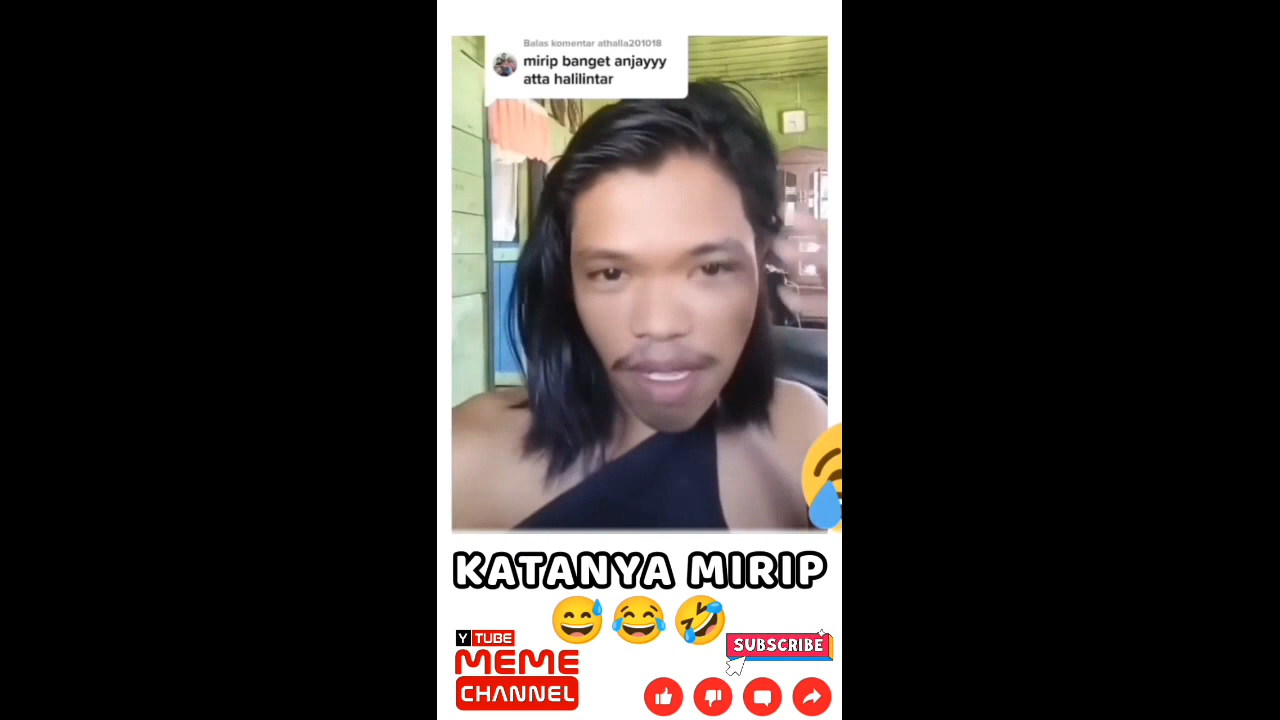 Balas komentar athalla201018
mirip banget anjayyy
atta halilintar
KATANYA MIRIP
Y TUBE
MEME
CHANNEL
SUBSCRIBE